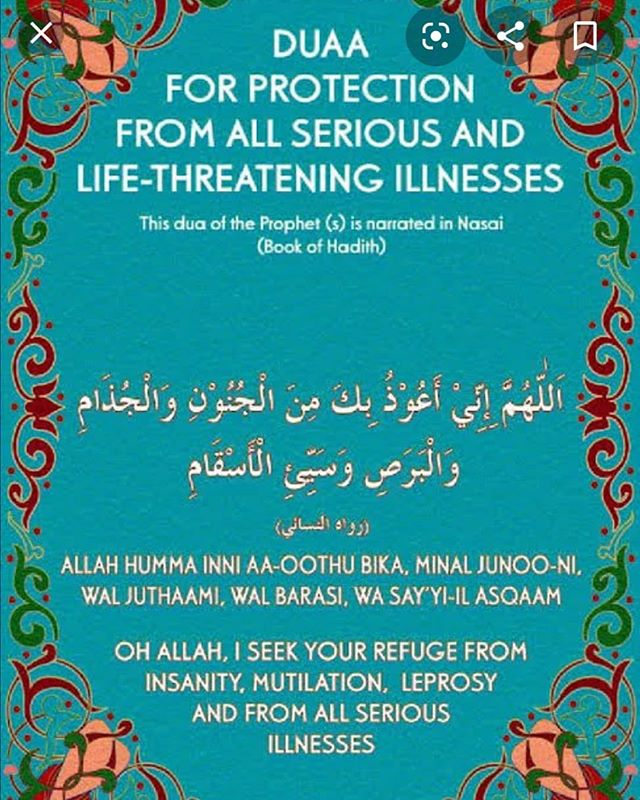 DUAA
FOR PROTECTION
FROM ALL SERIOUS AND
LIFE-THREATENING ILLNESSES
This dua of the Prophet (s) is narrated in Nasai
(Book of Hadith)
اَللّٰهُمَّ إِنِّيْ أَعُوْذُ بِكَ مِنَ الْجُنُوْنِ وَالْجُذَامِ
وَالْبَرَصِ وَسَيِّئِ الْأَسْقَامِ
(رواه النسائي)
ALLAH HUMMA INNI AA-OOTHU BIKA, MINAL JUNOO-NI,
WAL JUTHAAMI, WAL BARASI, WA SAY'YI-IL ASQAAM
OH ALLAH, I SEEK YOUR REFUGE FROM
INSANITY, MUTILATION, LEPROSY
AND FROM ALL SERIOUS
ILLNESSES